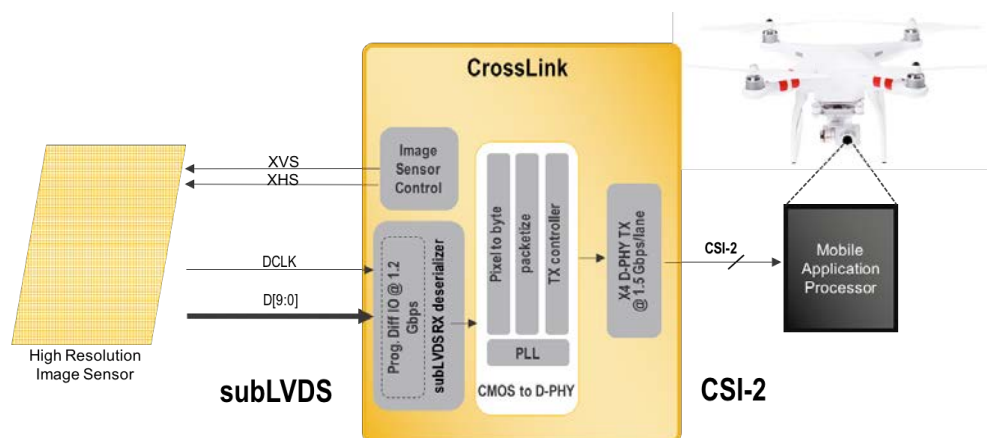 CrossLink
XVS
XHS
Image
Sensor
Control
DCLK
D[9:0]
Prog. Diff IO @ 1.2
Gbps
subLVDS RX deserializer
Pixel to byte
packetize
TX controller
PLL
CMOS to D-PHY
X4 D-PHY TX
@ 1.5 Gbps/lane
CSI-2
Mobile
Application
Processor
High Resolution
Image Sensor
subLVDS
CSI-2